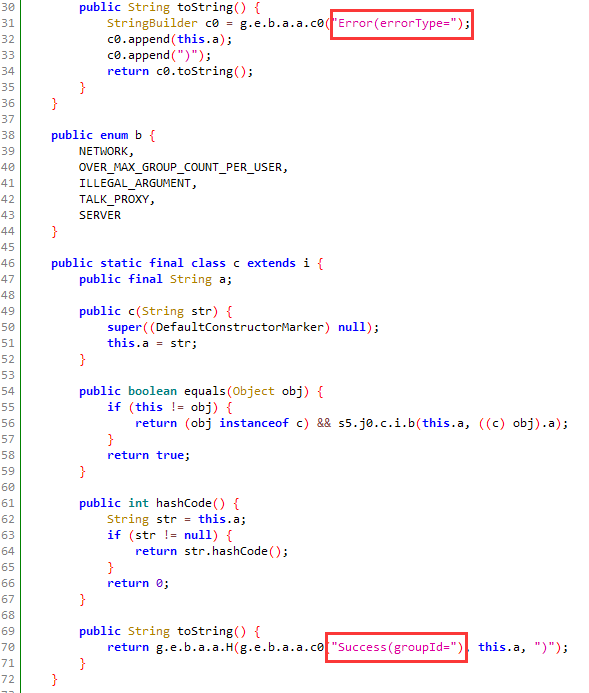 30 public String toString() {
31 StringBuilder c0 = g.e.b.a.a.c0("Error(errorType=");
32 c0.append(this.a);
33 c0.append(")");
34 return c0.toString();
35 }
36 }
37
38 public enum b {
39 NETWORK,
40 OVER_MAX_GROUP_COUNT_PER_USER,
41 ILLEGAL_ARGUMENT,
42 TALK_PROXY,
43 SERVER
44 }
45
46 public static final class c extends i {
47 public final String a;
48
49 public c(String str) {
50 super((DefaultConstructorMarker) null);
51 this.a = str;
52 }
53
54 public boolean equals(Object obj) {
55 if (this != obj) {
56 return (obj instanceof c) && s5.j0.c.i.b(this.a, ((c) obj).a);
57 }
58 return true;
59 }
60
61 public int hashCode() {
62 String str = this.a;
63 if (str != null) {
64 return str.hashCode();
65 }
66 return 0;
67 }
68
69 public String toString() {
70 return g.e.b.a.a.H(g.e.b.a.a.c0("Success(groupId="), this.a, ")");
71 }
72 }